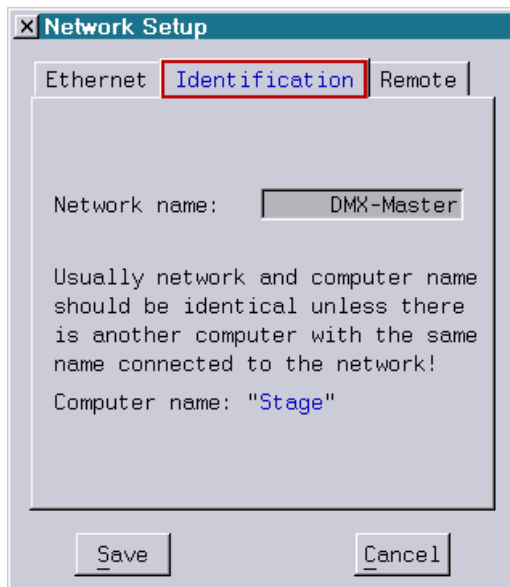 Network Setup
Ethernet Identification Remote
Network name: DMX-Master
Usually network and computer name
should be identical unless there
is another computer with the same
name connected to the network!
Computer name: "Stage"
Save Cancel